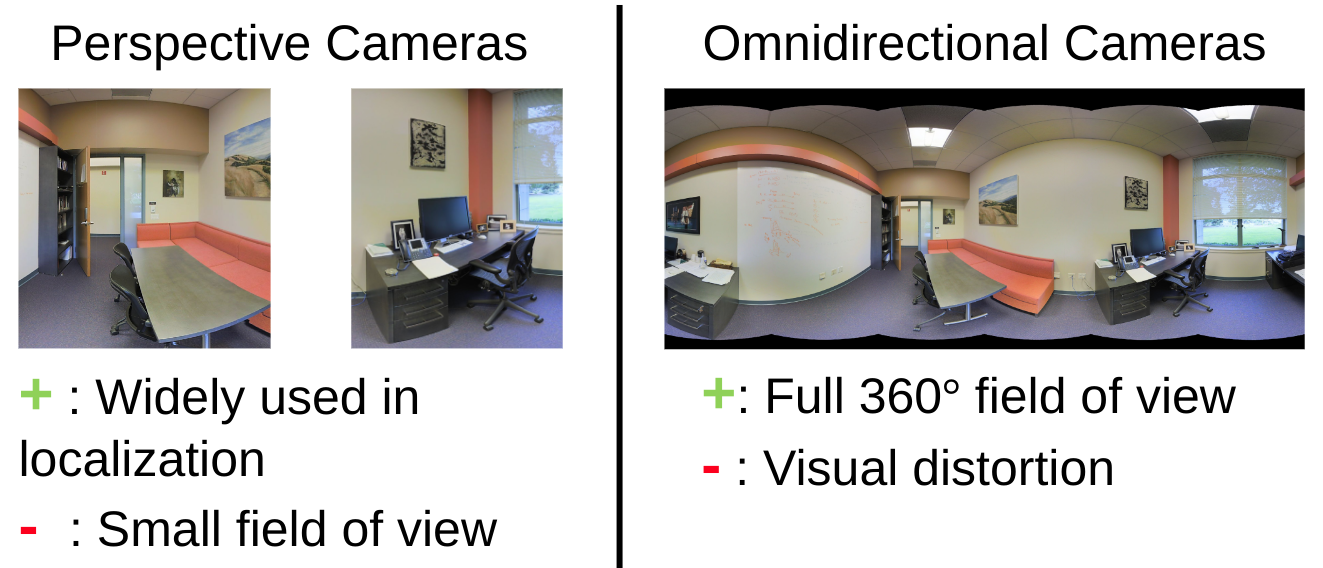 Perspective Cameras
+ : Widely used in
localization
- : Small field of view
Omnidirectional Cameras
+: Full 360° field of view
- : Visual distortion